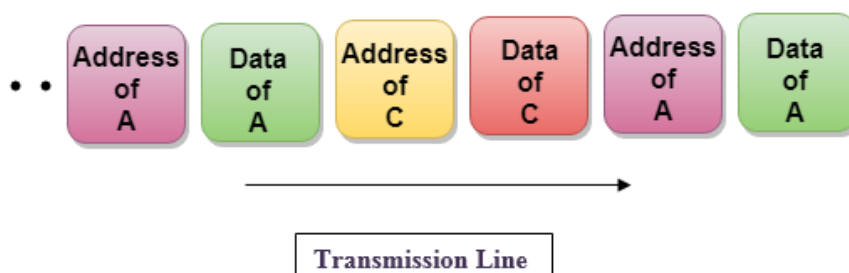 Address
of
A
Data
of
A
Address
of
C
Data
of
C
Address
of
A
Data
of
A
Transmission Line